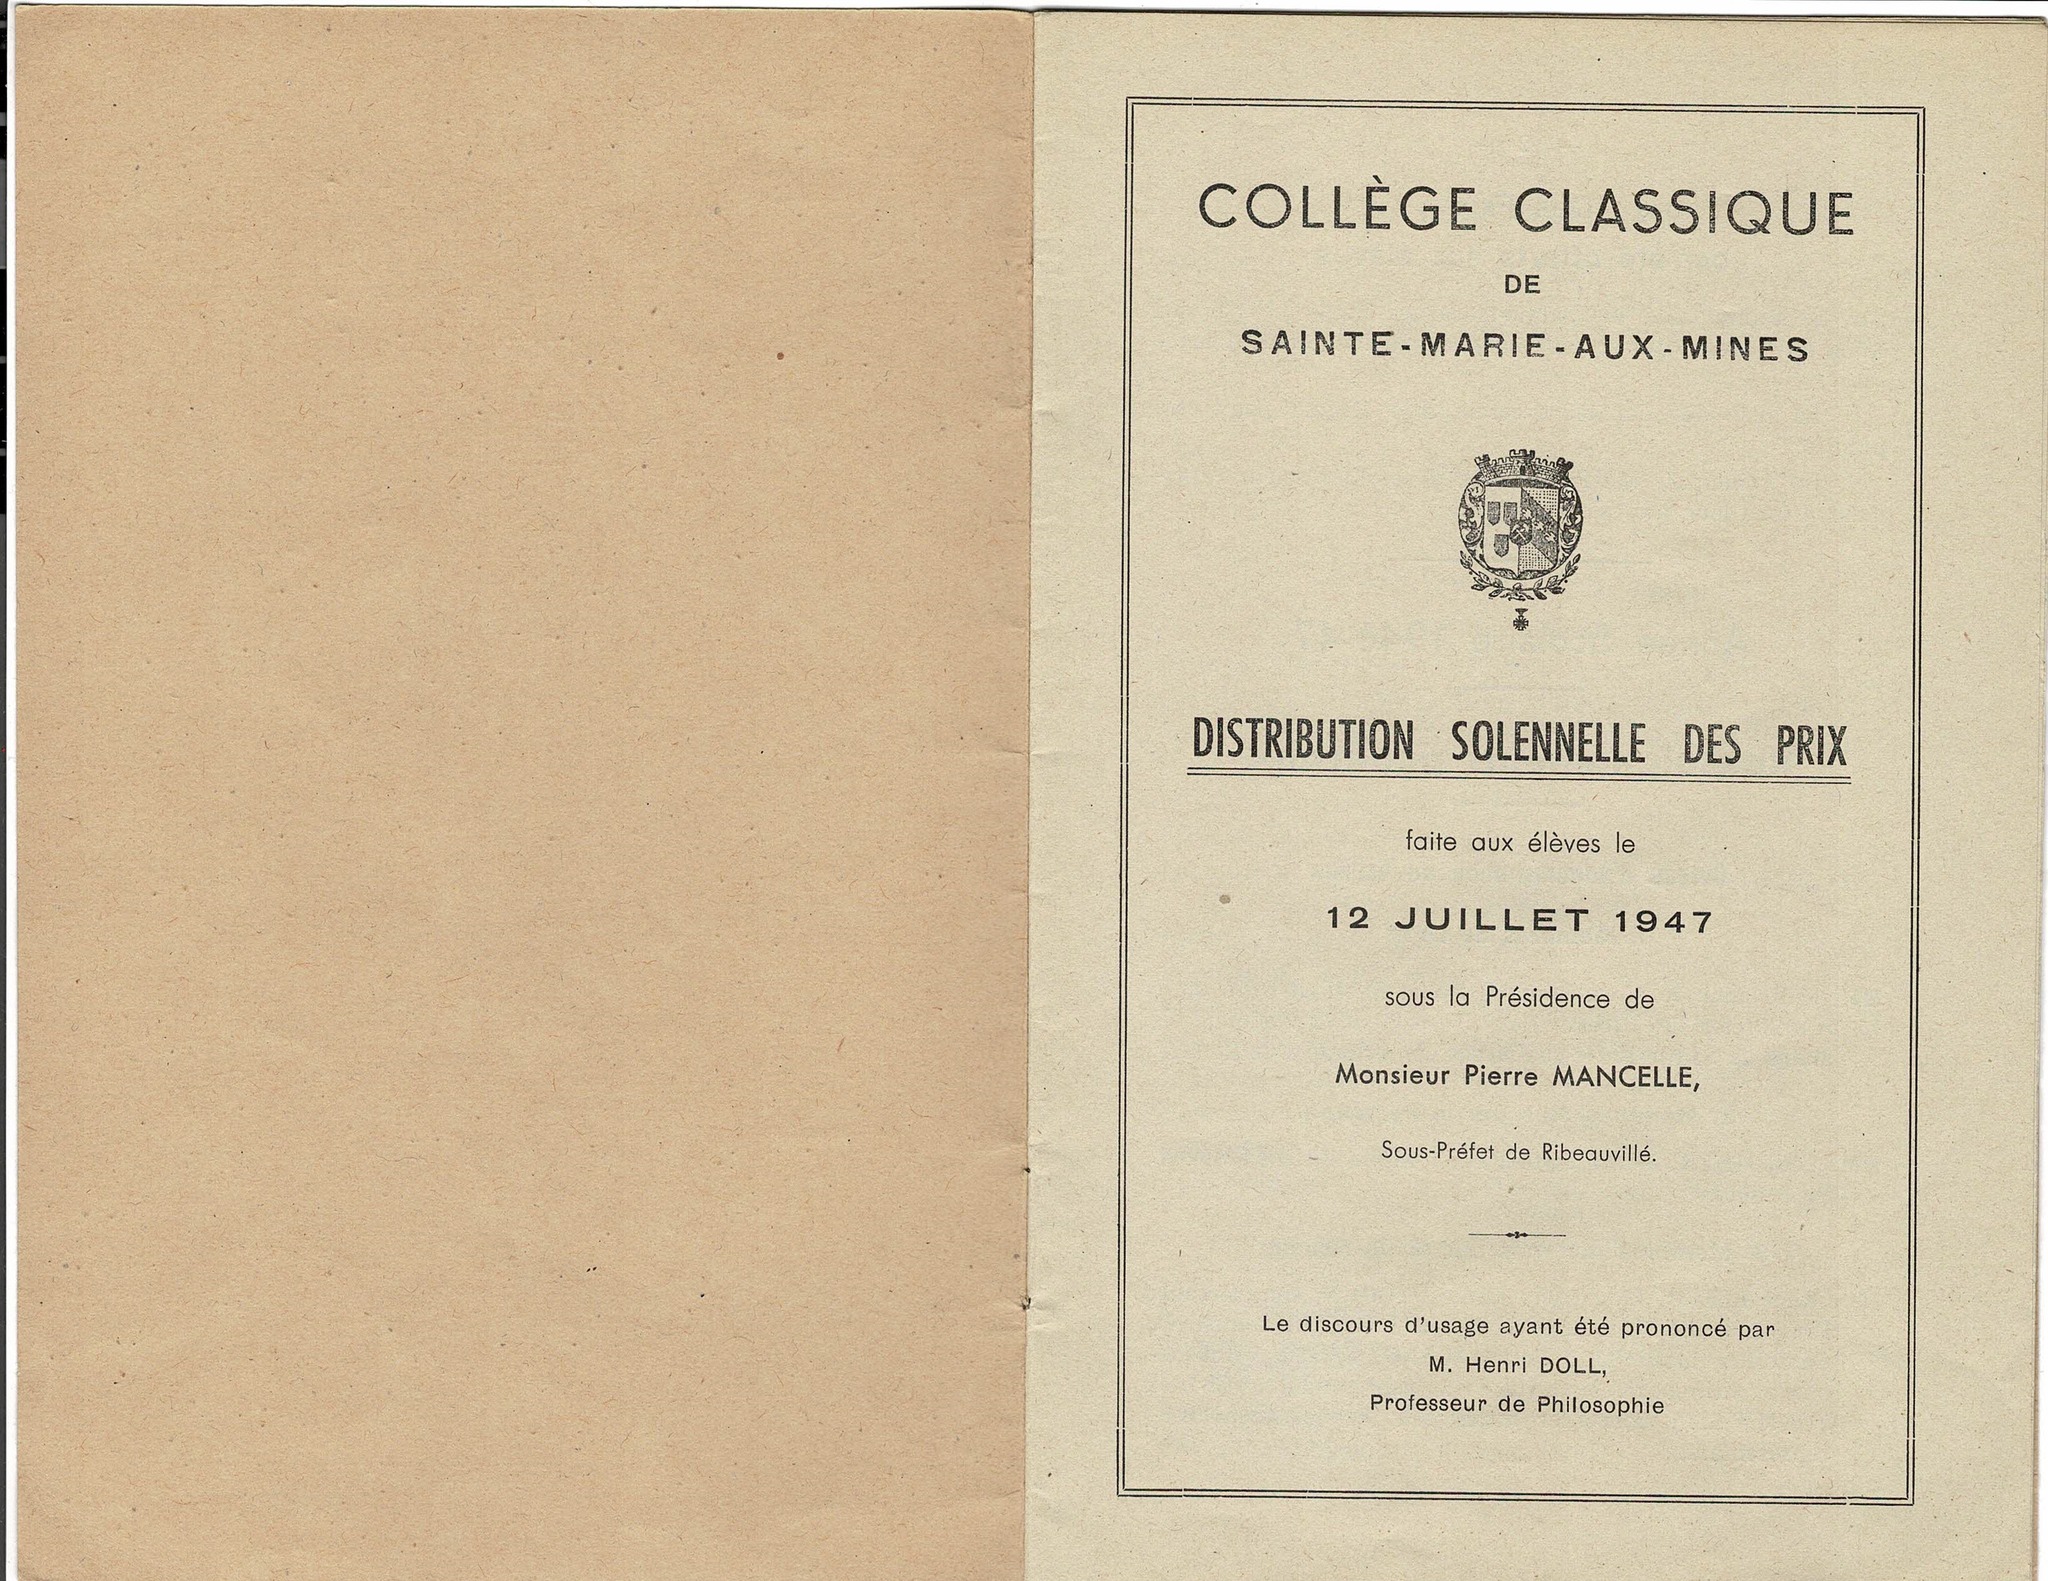 COLLÈGE CLASSIQUE
DE
SAINTE-MARIE-AUX-MINES
DISTRIBUTION SOLENNELLE DES PRIX
faite aux élèves le
12 JUILLET 1947
sous la Présidence de
Monsieur Pierre MANCELLE,
Sous-Préfet de Ribeauvillé.
Le discours d'usage ayant été prononcé par
M. Henri DOLL,
Professeur de Philosophie